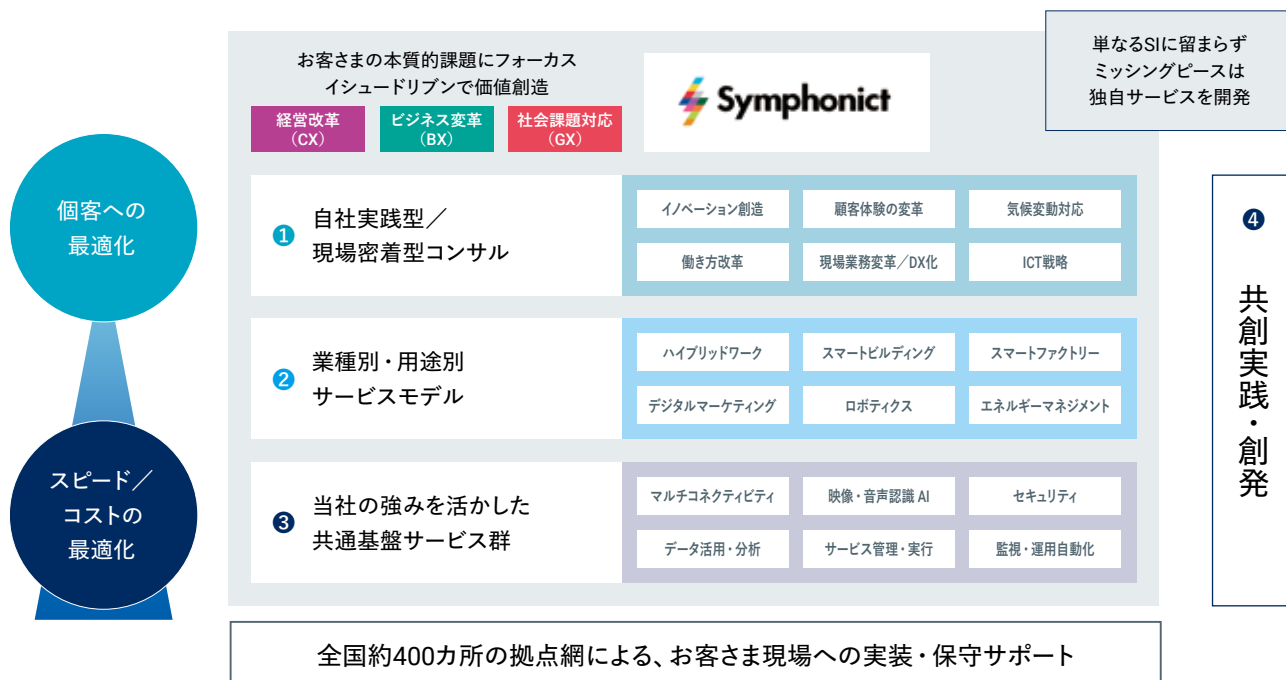 お客さまの本質的課題にフォーカス
イシュードリブンで価値創造
経営改革
(CX)
ビジネス変革
(BX)
社会課題対応
(GX)
Symphonict
単なるSIに留まらず
ミッシングピースは
独自サービスを開発
個客への
最適化
スピード／
コストの
最適化
❶
自社実践型／
現場密着型コンサル
イノベーション創造
顧客体験の変革
気候変動対応
働き方改革
現場業務変革／DX化
ICT戦略
❷
業種別・用途別
サービスモデル
ハイブリッドワーク
スマートビルディング
スマートファクトリー
デジタルマーケティング
ロボティクス
エネルギーマネジメント
❸
当社の強みを活かした
共通基盤サービス群
マルチコネクティビティ
映像・音声認識 AI
セキュリティ
データ活用・分析
サービス管理・実行
監視・運用自動化
❹
共創実践・創発
全国約400カ所の拠点網による、お客さま現場への実装・保守サポート